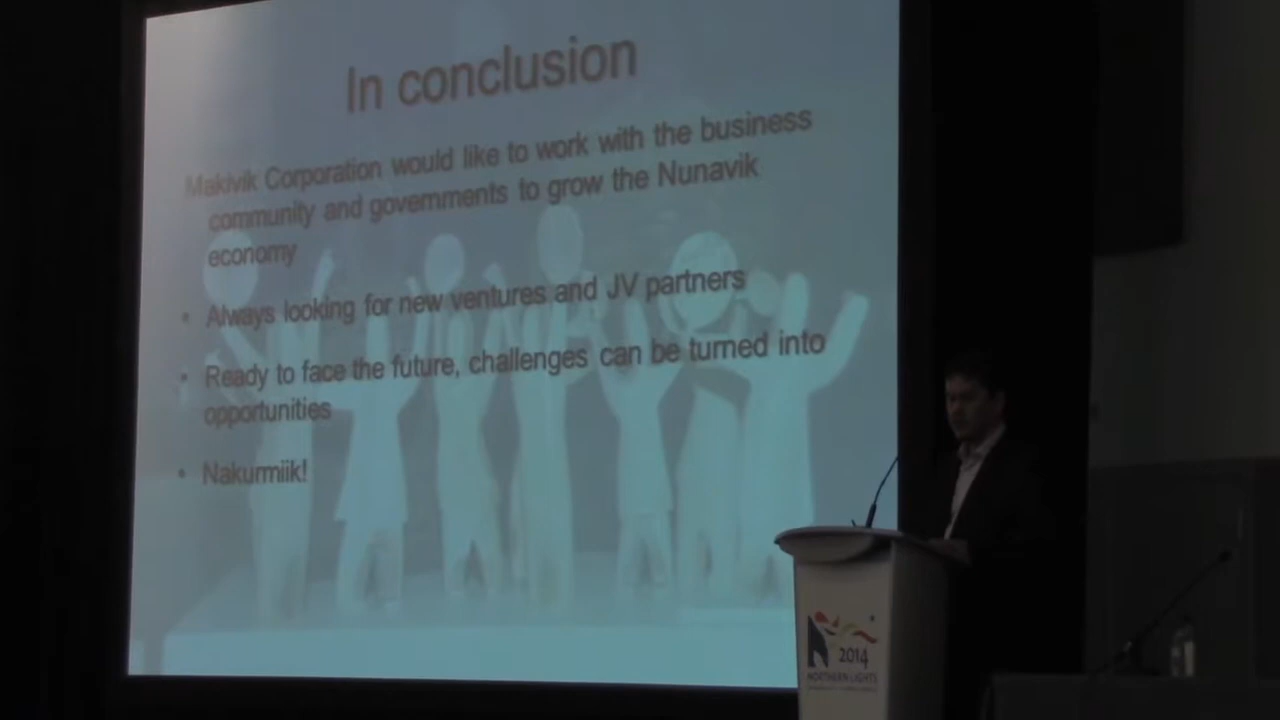 In conclusion
Makivik Corporation would like to work with the business
community and governments to grow the Nunavik
economy
• Always looking for new ventures and JV partners
• Ready to face the future, challenges can be turned into
opportunities
• Nakurmiik!
2014
NORTHERN LIGHTS